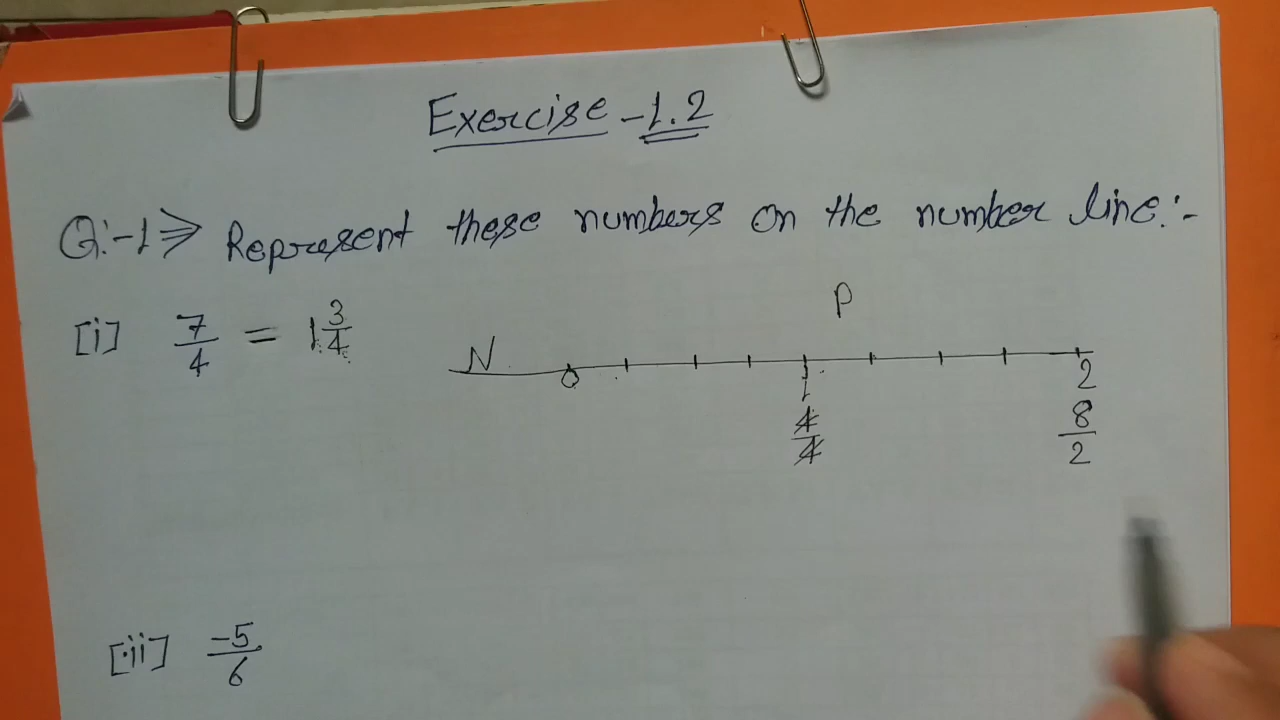 Exercise - 1.2
Q:-1⇒ Represent these numbers on the number line:-
[i] 7/4 = 1 3/4
P
N
0 1 2
4/4 8/2
[ii] -5/6